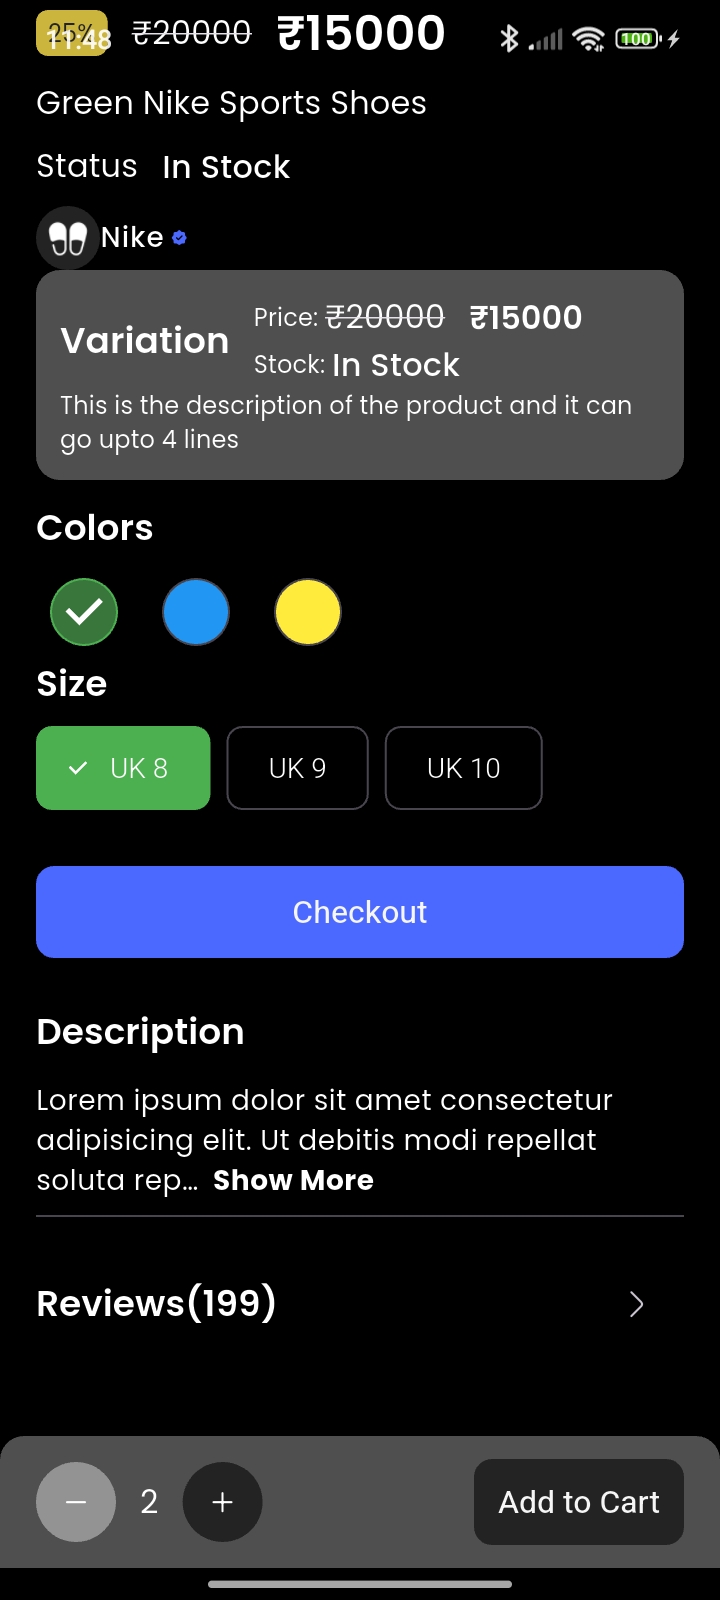 25% ₹20000 ₹15000
11:48 100
Green Nike Sports Shoes
Status In Stock
Nike
Variation
Price: ₹20000 ₹15000
Stock: In Stock
This is the description of the product and it can
go upto 4 lines
Colors
Size
UK 8 UK 9 UK 10
Checkout
Description
Lorem ipsum dolor sit amet consectetur
adipisicing elit. Ut debitis modi repellat
soluta rep... Show More
Reviews(199)
2 Add to Cart